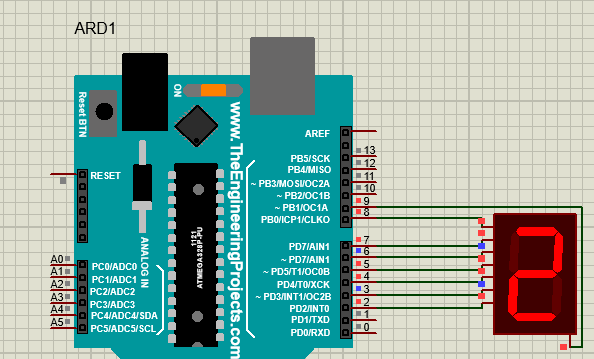 ARD1
Reset BTN
ON
www.TheEngineeringProjects.com
RESET
AREF
13
PB5/SCK
12
PB4/MISO
11
~ PB3/MOSI/OC2A
10
~ PB2/OC1B
9
~ PB1/OC1A
8
PB0/ICP1/CLKO
7
PD7/AIN1
6
~ PD7/AIN1
5
~ PD5/T1/OC0B
4
PD4/T0/XCK
3
~ PD3/INT1/OC2B
2
PD2/INT0
1
PD1/TXD
0
PD0/RXD
1121
ATMEGA328P-PU
ANALOG IN
A0
PC0/ADC0
A1
PC1/ADC1
A2
PC2/ADC2
A3
PC3/ADC3
A4
PC4/ADC4/SDA
A5
PC5/ADC5/SCL
2